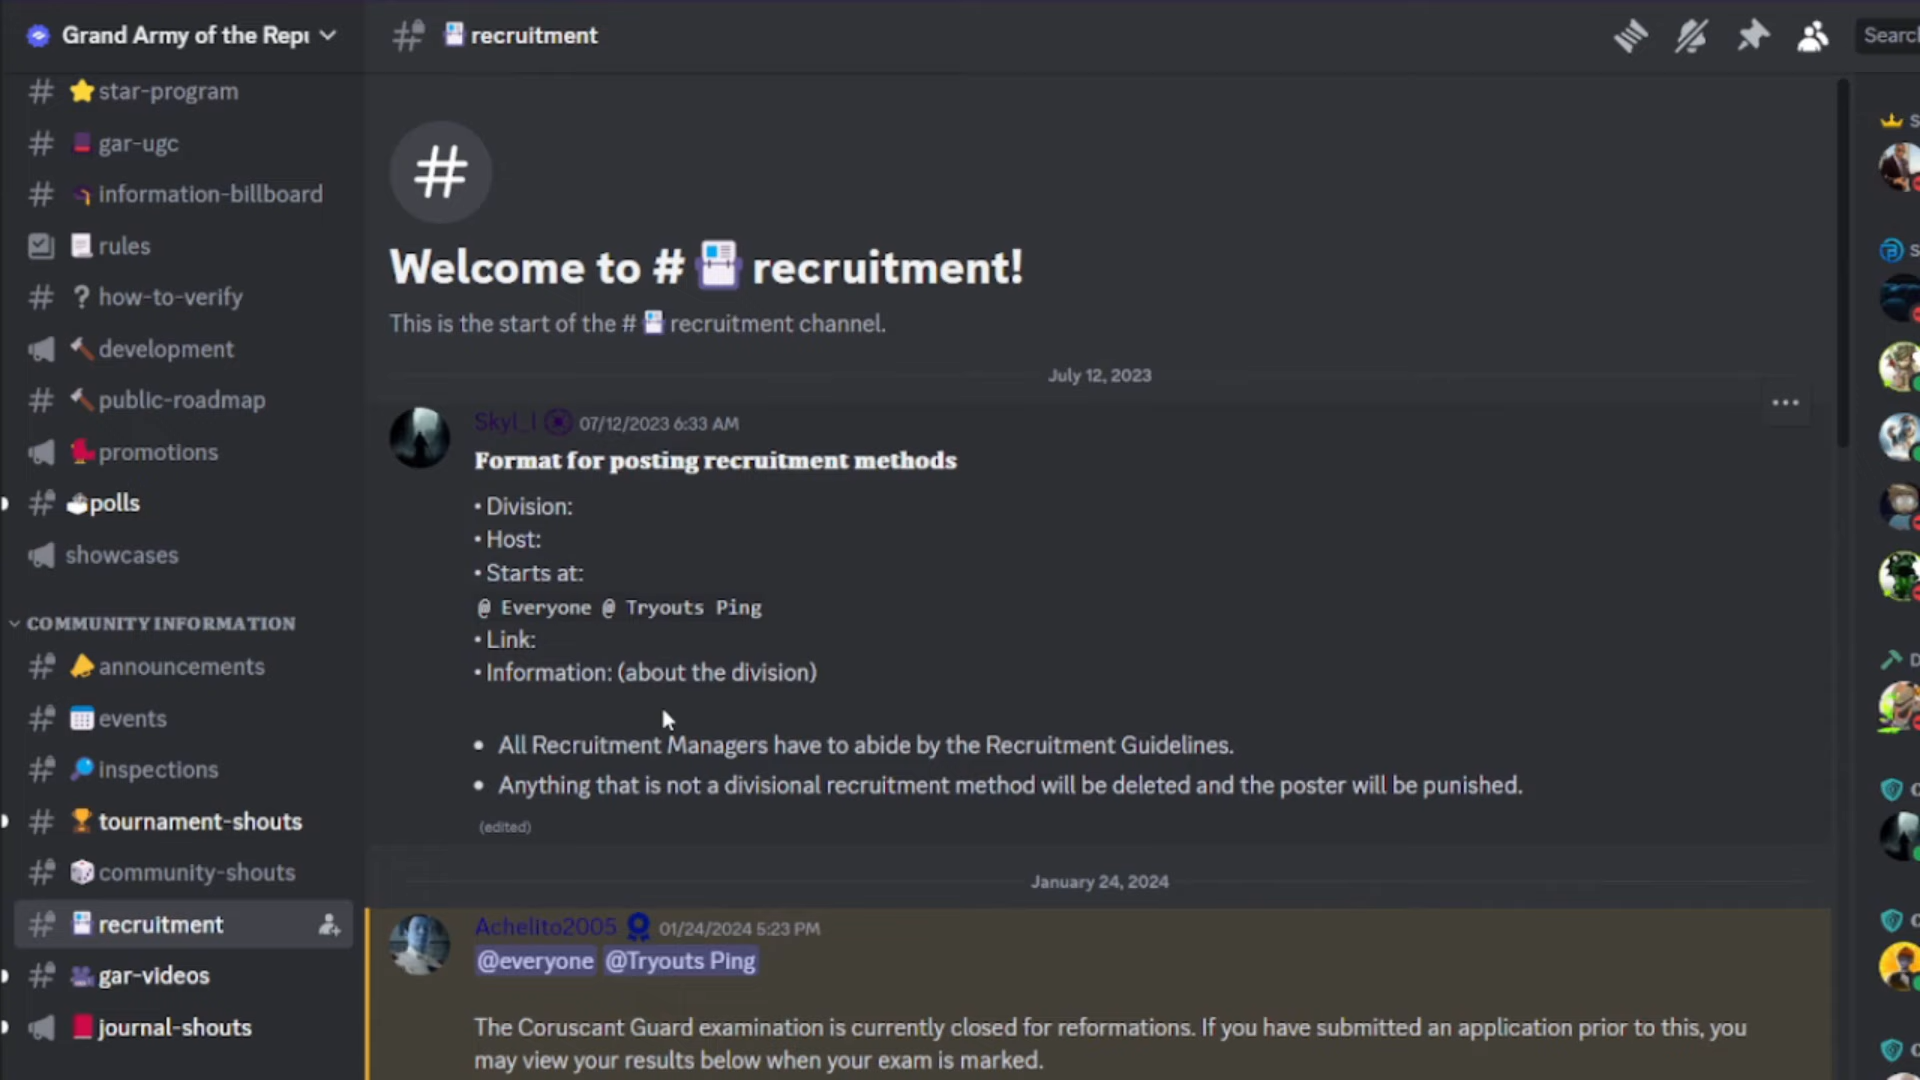 Grand Army of the Repu
recruitment
Search
star-program
gar-ugc
information-billboard
rules
how-to-verify
development
public-roadmap
promotions
polls
showcases
COMMUNITY INFORMATION
announcements
events
inspections
tournament-shouts
community-shouts
recruitment
gar-videos
journal-shouts
Welcome to # recruitment!
This is the start of the # recruitment channel.
July 12, 2023
Skyl_l 07/12/2023 6:33 AM
Format for posting recruitment methods
• Division:
• Host:
• Starts at:
@ Everyone @ Tryouts Ping
• Link:
• Information: (about the division)
• All Recruitment Managers have to abide by the Recruitment Guidelines.
• Anything that is not a divisional recruitment method will be deleted and the poster will be punished.
(edited)
January 24, 2024
Achelito2005 01/24/2024 5:23 PM
@everyone @Tryouts Ping
The Coruscant Guard examination is currently closed for reformations. If you have submitted an application prior to this, you
may view your results below when your exam is marked.